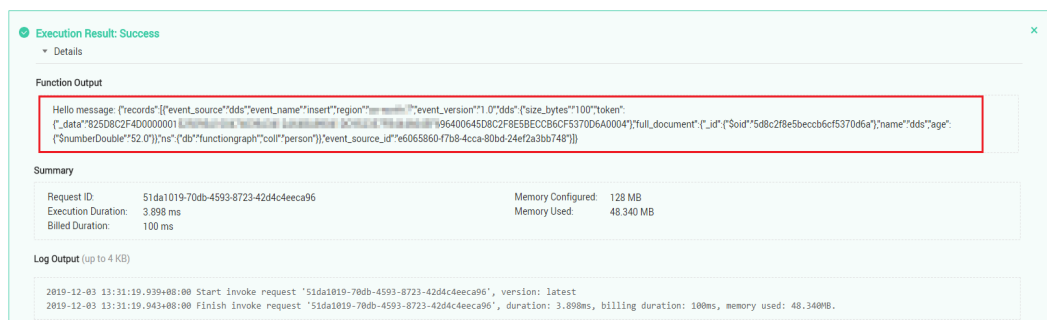 Execution Result: Success
Details
Function Output
Hello message: {"records":[{"event_source":"dds","event_name":"insert","region":" ","event_version":"1.0","dds":{"size_bytes":"100","token":
{"_data":"825D8C2F4D0000001 96400645D8C2F8E5BECCB6CF5370D6A0004"},"full_document":{"_id":{"$oid":"5d8c2f8e5beccb6cf5370d6a"},"name":"dds","age":
{"$numberDouble":"52.0"}},"ns":{"db":"functiongraph","coll":"person"}},"event_source_id":"e6065860-f7b8-4cca-80bd-24ef2a3bb748"}]}
Summary
Request ID: 51da1019-70db-4593-8723-42d4c4eeca96 Memory Configured: 128 MB
Execution Duration: 3.898 ms Memory Used: 48.340 MB
Billed Duration: 100 ms
Log Output (up to 4 KB)
2019-12-03 13:31:19.939+08:00 Start invoke request '51da1019-70db-4593-8723-42d4c4eeca96', version: latest
2019-12-03 13:31:19.943+08:00 Finish invoke request '51da1019-70db-4593-8723-42d4c4eeca96', duration: 3.898ms, billing duration: 100ms, memory used: 48.340MB.